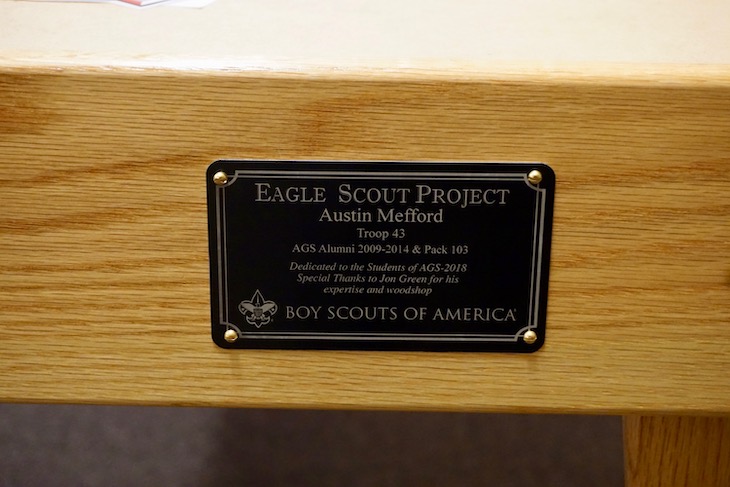 EAGLE SCOUT PROJECT
Austin Mefford
Troop 43
AGS Alumni 2009-2014 & Pack 103
Dedicated to the Students of AGS-2018
Special Thanks to Jon Green for his
expertise and woodshop
BOY SCOUTS OF AMERICA®